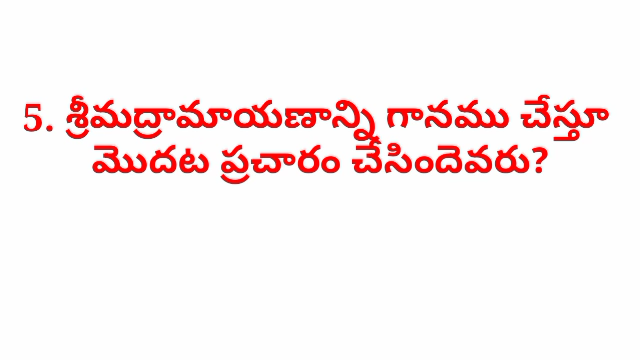 5. శ్రీమద్రామాయణాన్ని గానము చేస్తూ
మొదట ప్రచారం చేసిందెవరు?